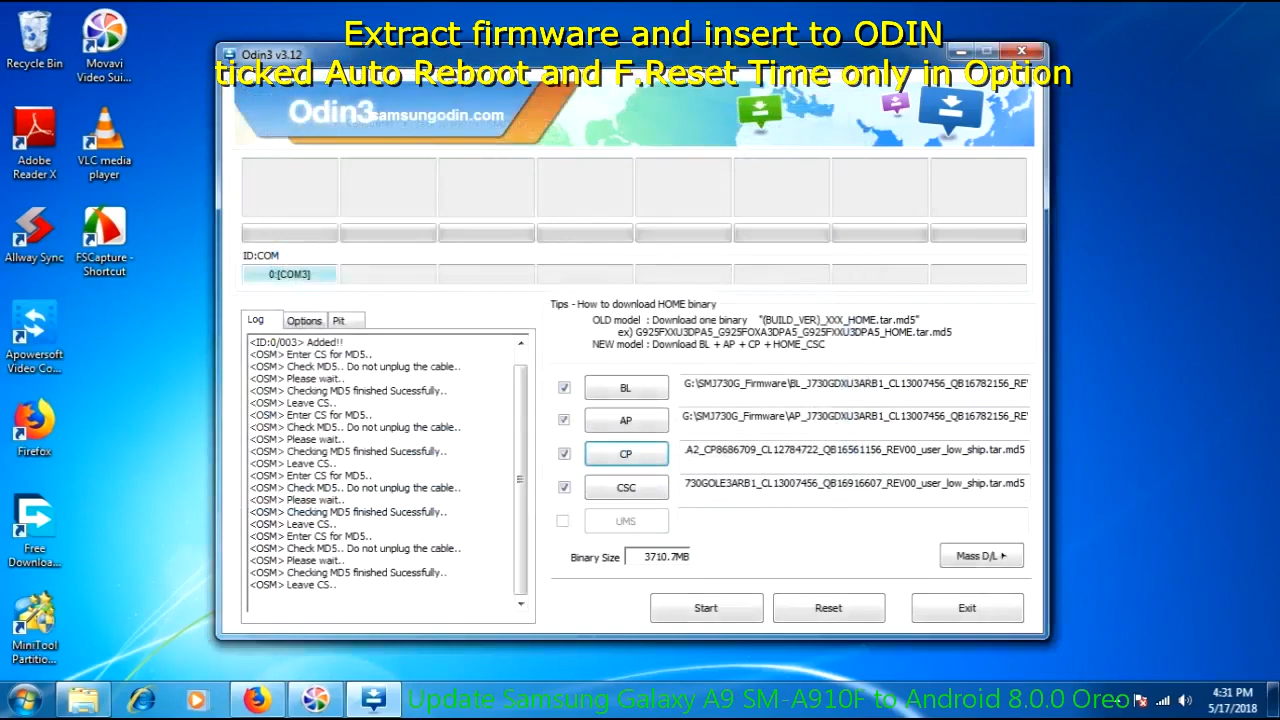 Extract firmware and insert to ODIN
ticked Auto Reboot and F.Reset Time only in Option
Odin3 v3.12
Odin3
samsungodin.com
Recycle Bin
Movavi
Video Sui...
Adobe
Reader X
VLC media
player
Allway Sync
FSCapture -
Shortcut
Apowersoft
Video Co...
Firefox
Free
Downloa...
MiniTool
Partitio...
ID:COM
0:[COM3]
Log
Options
Pit
<ID:0/003> Added!!
<OSM> Enter CS for MD5..
<OSM> Check MD5.. Do not unplug the cable..
<OSM> Please wait..
<OSM> Checking MD5 finished Sucessfully..
<OSM> Leave CS..
<OSM> Enter CS for MD5..
<OSM> Check MD5.. Do not unplug the cable..
<OSM> Please wait..
<OSM> Checking MD5 finished Sucessfully..
<OSM> Leave CS..
<OSM> Enter CS for MD5..
<OSM> Check MD5.. Do not unplug the cable..
<OSM> Please wait..
<OSM> Checking MD5 finished Sucessfully..
<OSM> Leave CS..
<OSM> Enter CS for MD5..
<OSM> Check MD5.. Do not unplug the cable..
<OSM> Please wait..
<OSM> Checking MD5 finished Sucessfully..
<OSM> Leave CS..
Tips - How to download HOME binary
OLD model : Download one binary "(BUILD_VER)_XXX_HOME.tar.md5"
ex) G925FXXU3DPA5_G925FOXA3DPA5_G925FXXU3DPA5_HOME.tar.md5
NEW model : Download BL + AP + CP + HOME_CSC
BL
G:\SMJ730G_Firmware\BL_J730GDXU3ARB1_CL13007456_QB16782156_RE
AP
G:\SMJ730G_Firmware\AP_J730GDXU3ARB1_CL13007456_QB16782156_RE
CP
A2_CP8686709_CL12784722_QB16561156_REV00_user_low_ship.tar.md5
CSC
730GOLE3ARB1_CL13007456_QB16916607_REV00_user_low_ship.tar.md5
UMS
Binary Size
3710.7MB
Mass D/L
Start
Reset
Exit
Update Samsung Galaxy A9 SM-A910F to Android 8.0.0 Oreo
4:31 PM
5/17/2018